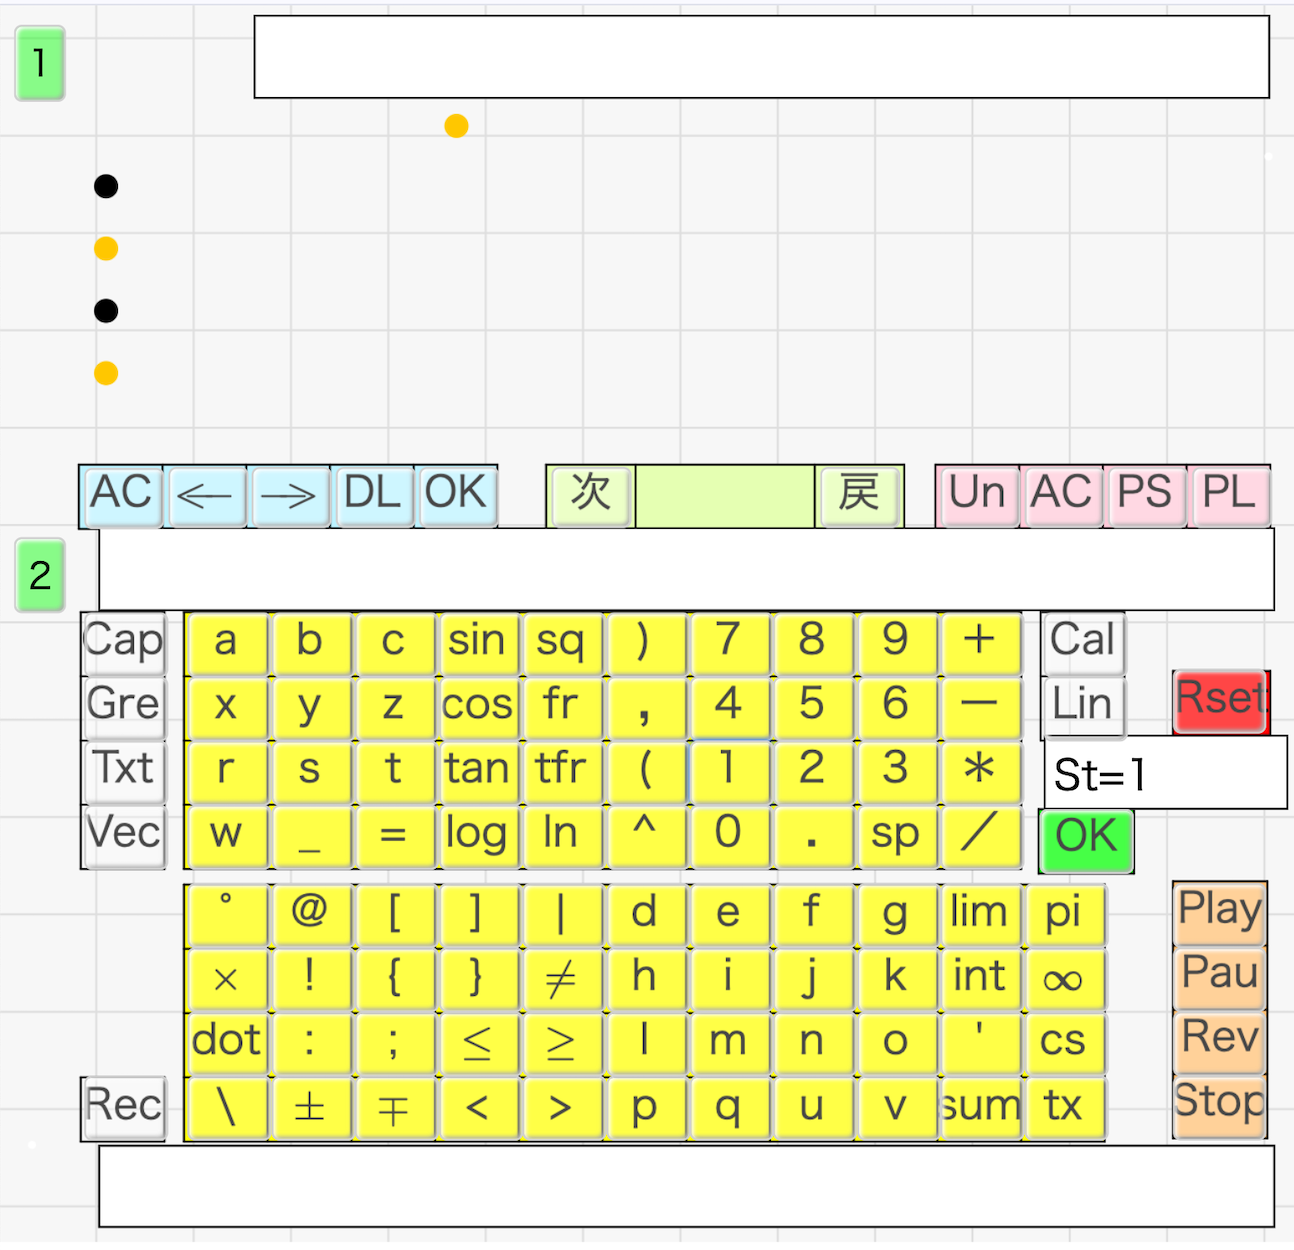 1
AC ← → DL OK 次 戻 Un AC PS PL
2
Cap a b c sin sq ) 7 8 9 + Cal
Gre x y z cos fr , 4 5 6 − Lin Rset
Txt r s t tan tfr ( 1 2 3 * St=1
Vec w _ = log ln ^ 0 . sp / OK
° @ [ ] | d e f g lim pi Play
× ! { } ≠ h i j k int ∞ Pau
dot : ; ≤ ≥ l m n o ' cs Rev
Rec \ ± ∓ < > p q u v sum tx Stop